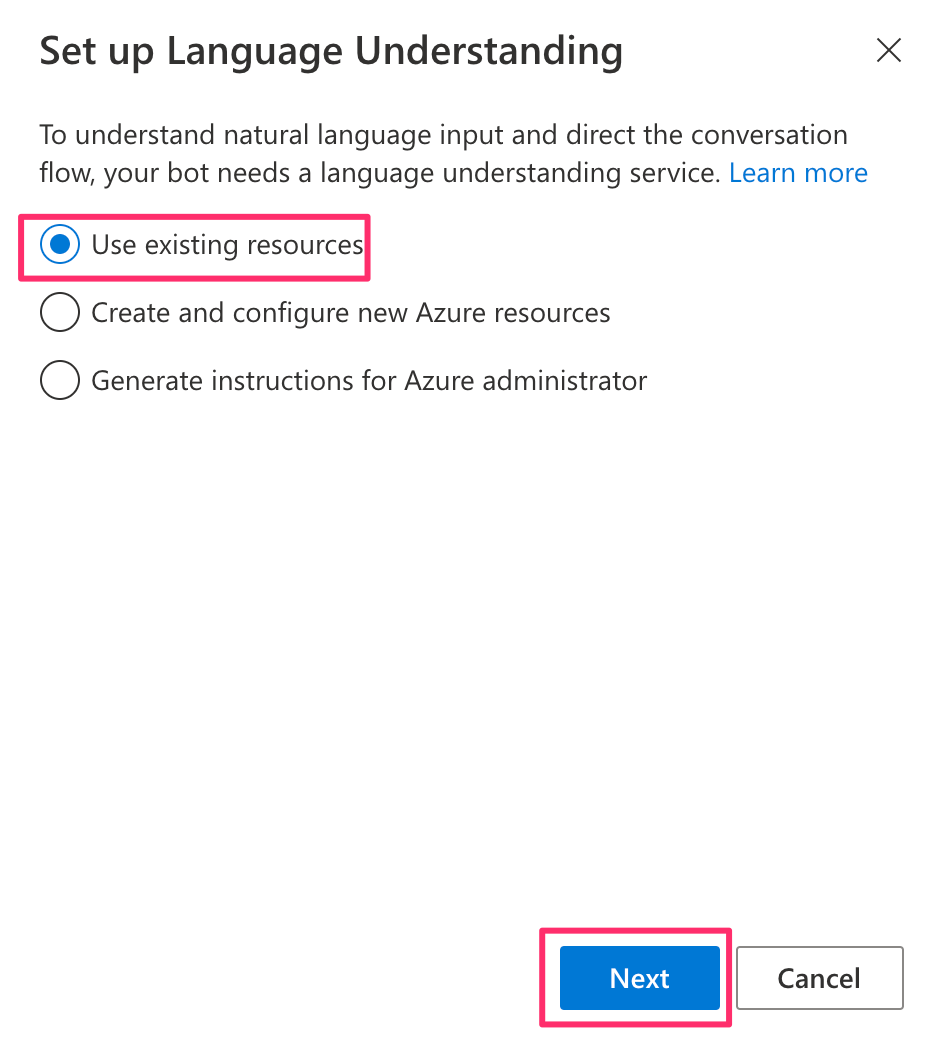 Set up Language Understanding
To understand natural language input and direct the conversation
flow, your bot needs a language understanding service. Learn more
Use existing resources
Create and configure new Azure resources
Generate instructions for Azure administrator
Next
Cancel